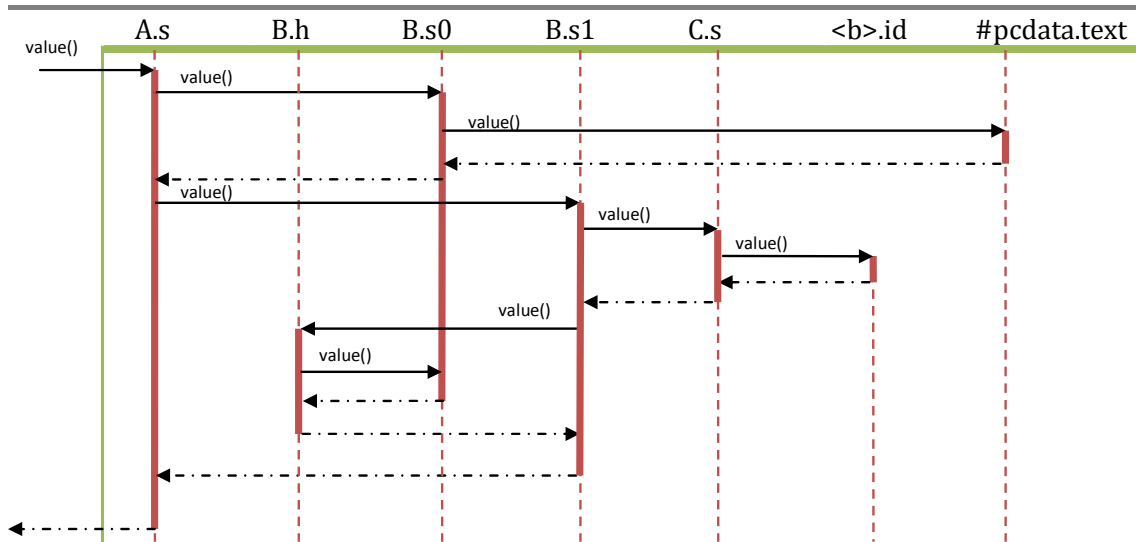 A.s B.h B.s0 B.s1 C.s <b>.id #pcdata.text
value()
value()
value()
value()
value()
value()
value()
value()